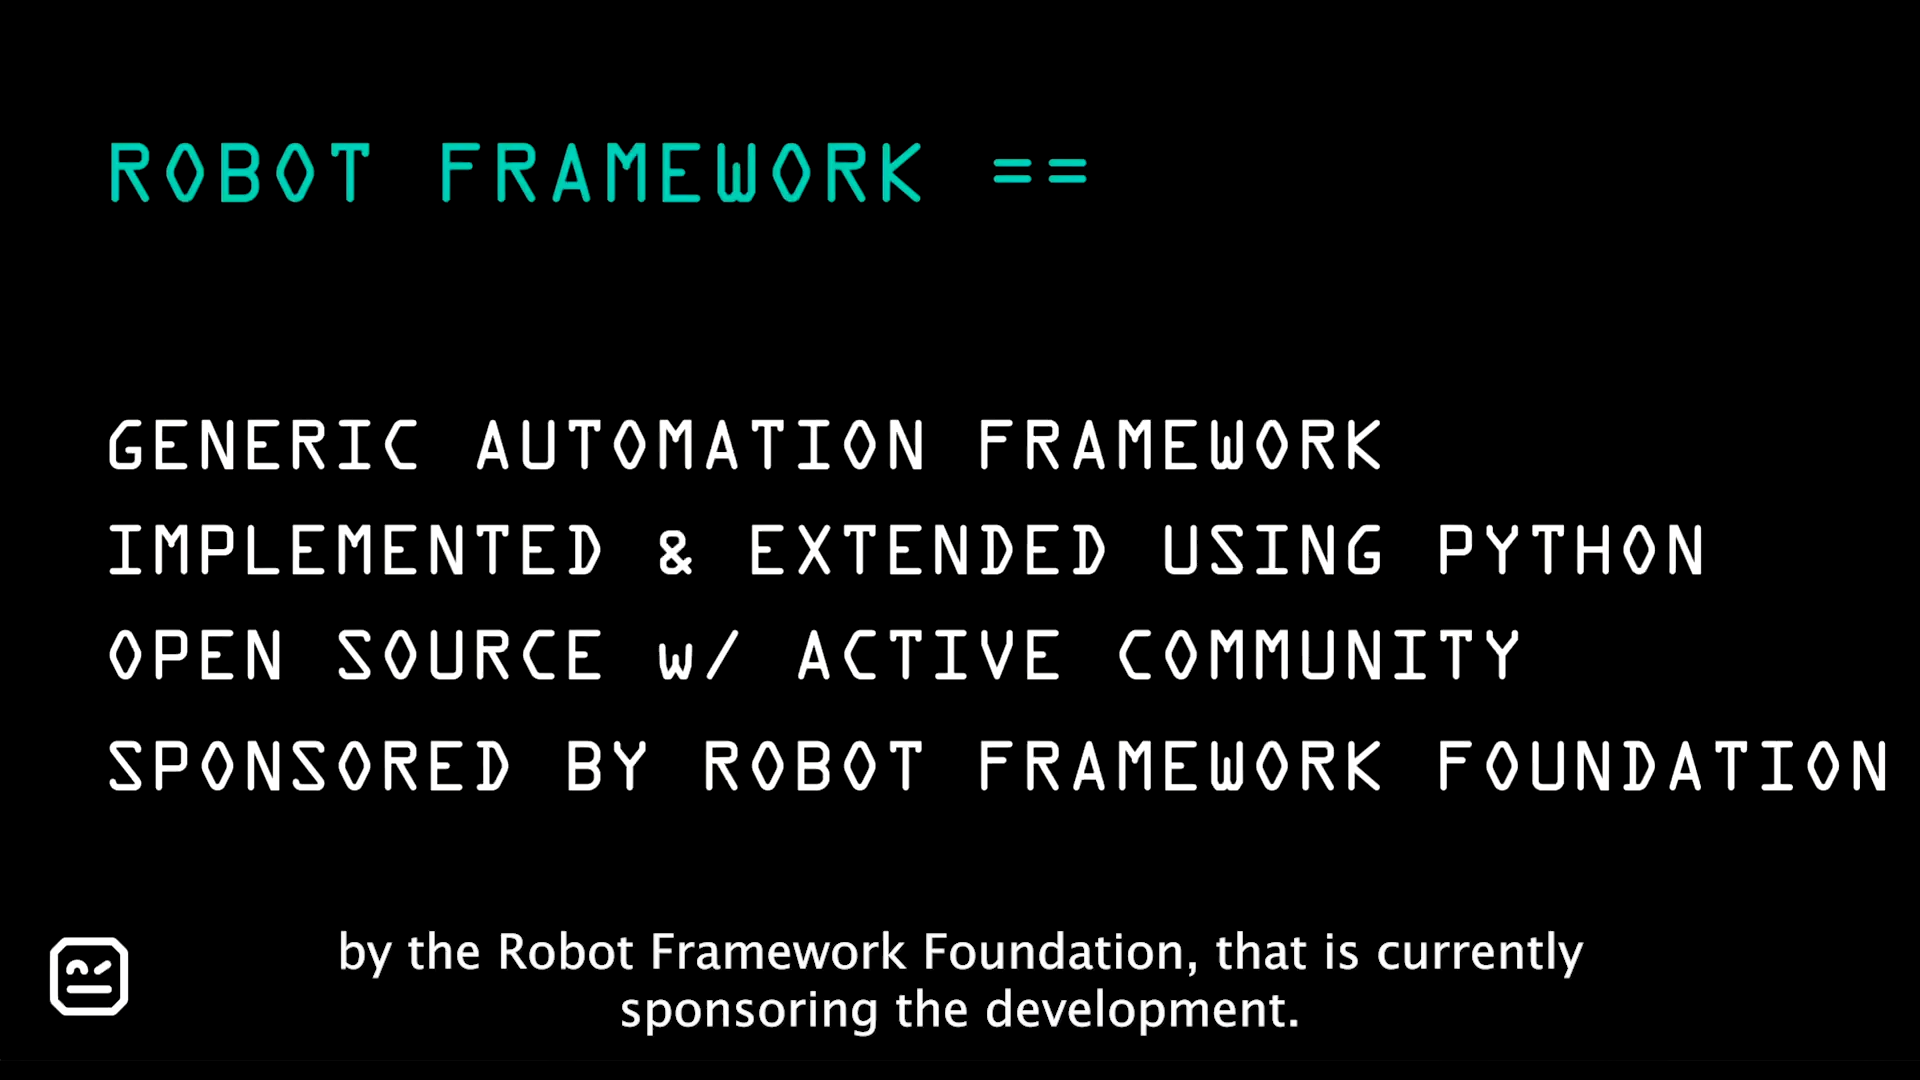 ROBOT FRAMEWORK ==
GENERIC AUTOMATION FRAMEWORK
IMPLEMENTED & EXTENDED USING PYTHON
OPEN SOURCE w/ ACTIVE COMMUNITY
SPONSORED BY ROBOT FRAMEWORK FOUNDATION
by the Robot Framework Foundation, that is currently
sponsoring the development.